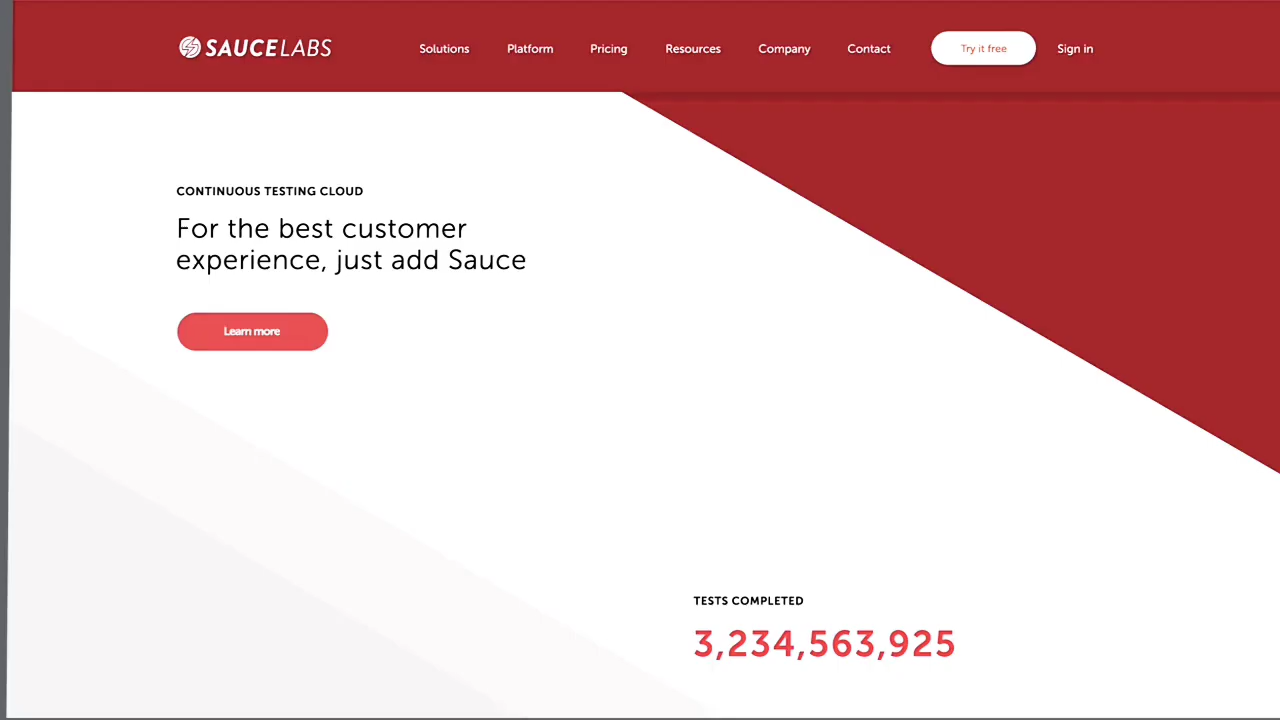 SAUCELABS
Solutions Platform Pricing Resources Company Contact Try it free Sign in
CONTINUOUS TESTING CLOUD
For the best customer
experience, just add Sauce
Learn more
TESTS COMPLETED
3,234,563,925